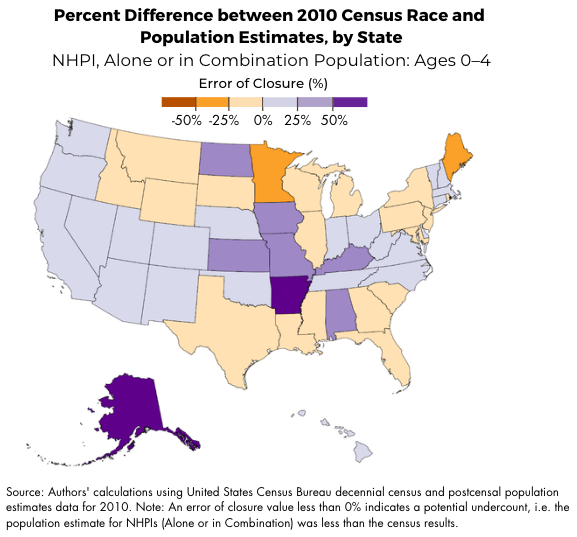 Percent Difference between 2010 Census Race and
Population Estimates, by State
NHPI, Alone or in Combination Population: Ages 0–4
Error of Closure (%)
-50% -25% 0% 25% 50%
Source: Authors' calculations using United States Census Bureau decennial census and postcensal population
estimates data for 2010. Note: An error of closure value less than 0% indicates a potential undercount, i.e. the
population estimate for NHPIs (Alone or in Combination) was less than the census results.